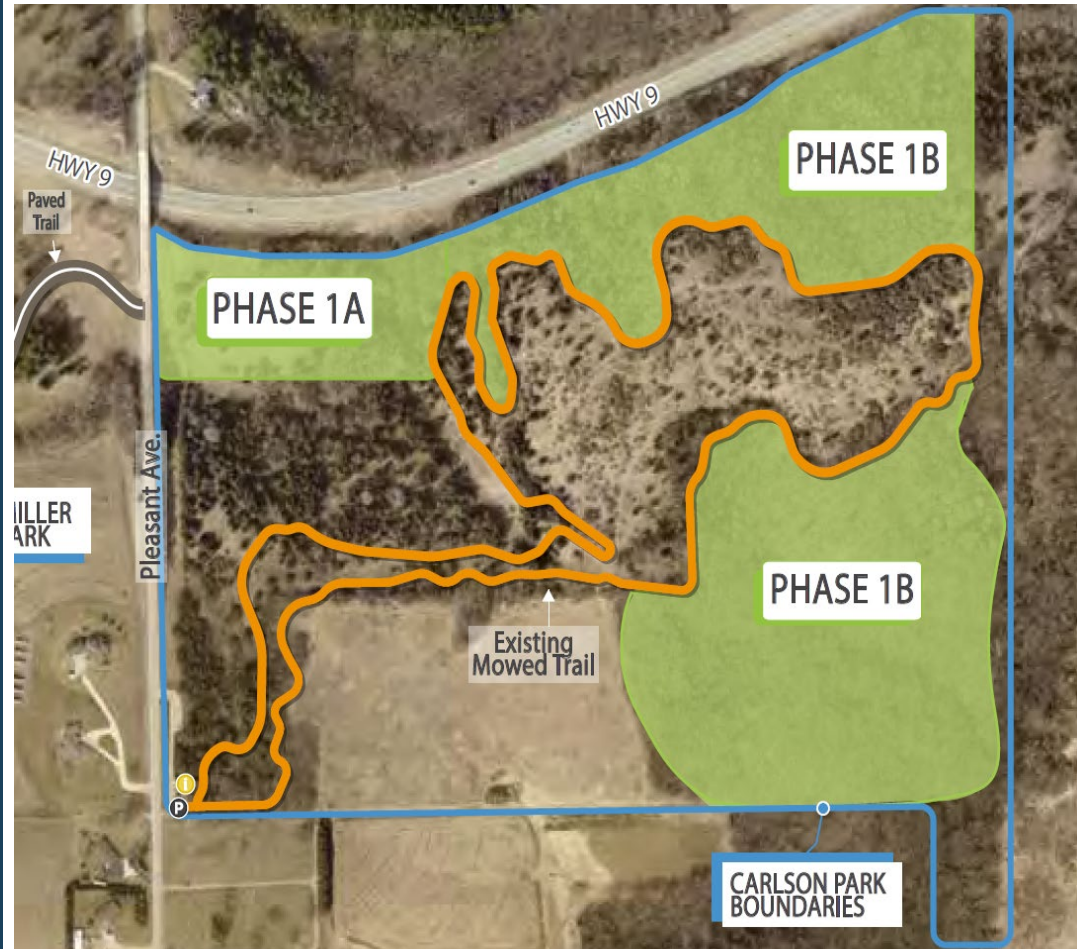 HWY 9
HWY 9
PHASE 1B
Paved
Trail
PHASE 1A
Pleasant Ave.
ILLER
ARK
PHASE 1B
Existing
Mowed Trail
i
P
CARLSON PARK
BOUNDARIES